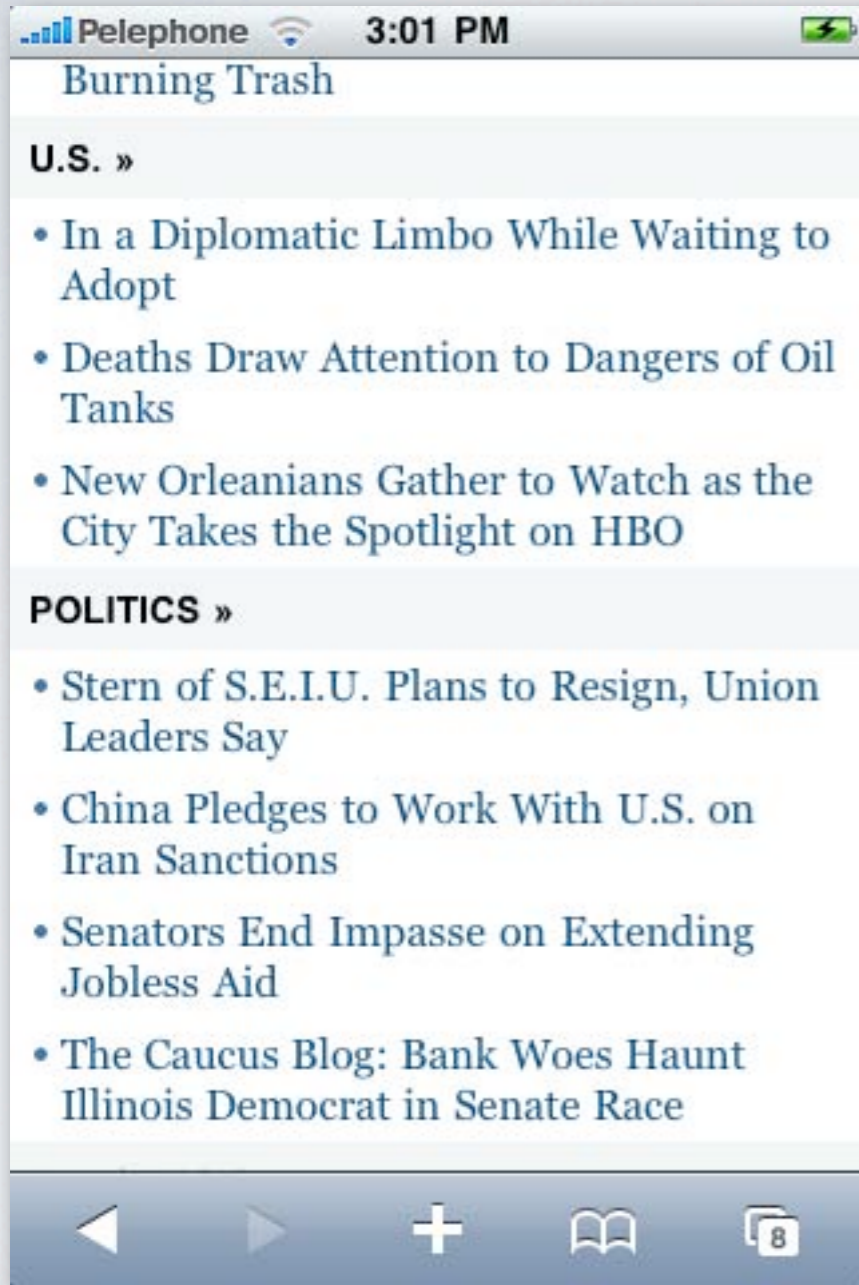 Pelephone 3:01 PM
Burning Trash
U.S. »
• In a Diplomatic Limbo While Waiting to
Adopt
• Deaths Draw Attention to Dangers of Oil
Tanks
• New Orleanians Gather to Watch as the
City Takes the Spotlight on HBO
POLITICS »
• Stern of S.E.I.U. Plans to Resign, Union
Leaders Say
• China Pledges to Work With U.S. on
Iran Sanctions
• Senators End Impasse on Extending
Jobless Aid
• The Caucus Blog: Bank Woes Haunt
Illinois Democrat in Senate Race
8